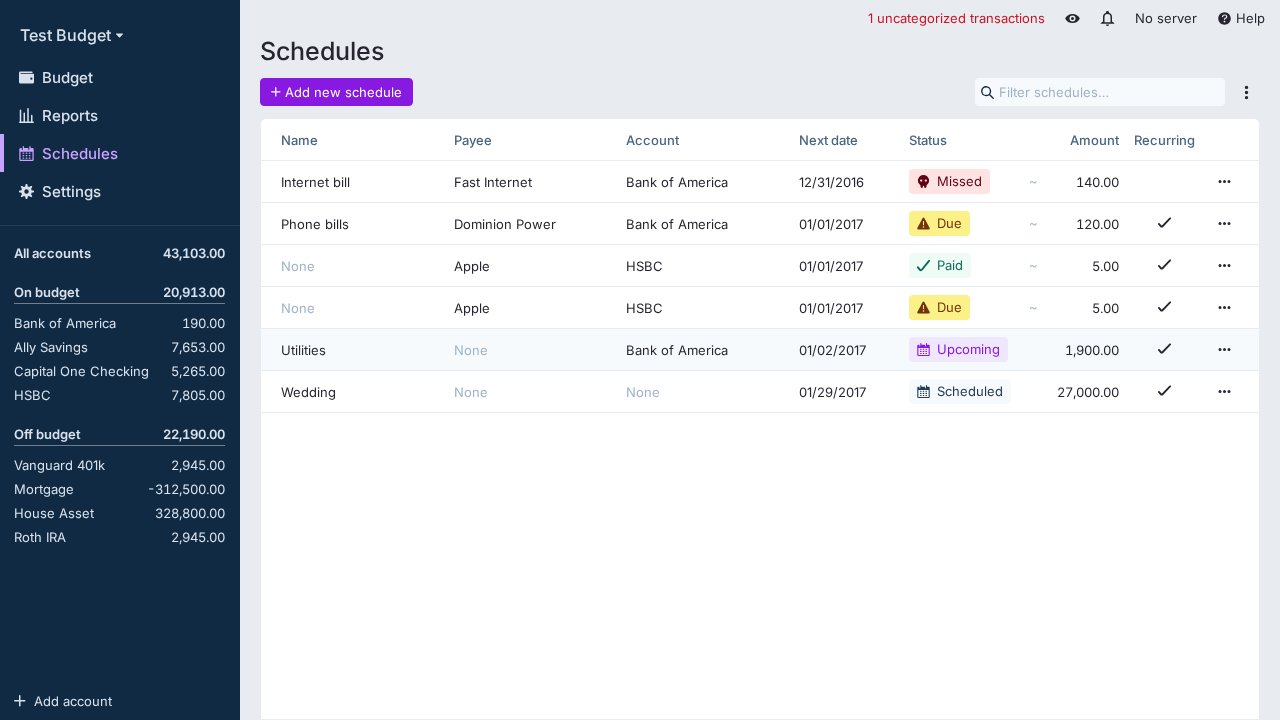 Test Budget
Budget
Reports
Schedules
Settings
All accounts 43,103.00
On budget 20,913.00
Bank of America 190.00
Ally Savings 7,653.00
Capital One Checking 5,265.00
HSBC 7,805.00
Off budget 22,190.00
Vanguard 401k 2,945.00
Mortgage -312,500.00
House Asset 328,800.00
Roth IRA 2,945.00
Add account
1 uncategorized transactions No server Help
Schedules
Add new schedule Filter schedules...
Name Payee Account Next date Status Amount Recurring
Internet bill Fast Internet Bank of America 12/31/2016 Missed ~ 140.00
Phone bills Dominion Power Bank of America 01/01/2017 Due ~ 120.00
None Apple HSBC 01/01/2017 Paid ~ 5.00
None Apple HSBC 01/01/2017 Due ~ 5.00
Utilities None Bank of America 01/02/2017 Upcoming 1,900.00
Wedding None None 01/29/2017 Scheduled 27,000.00